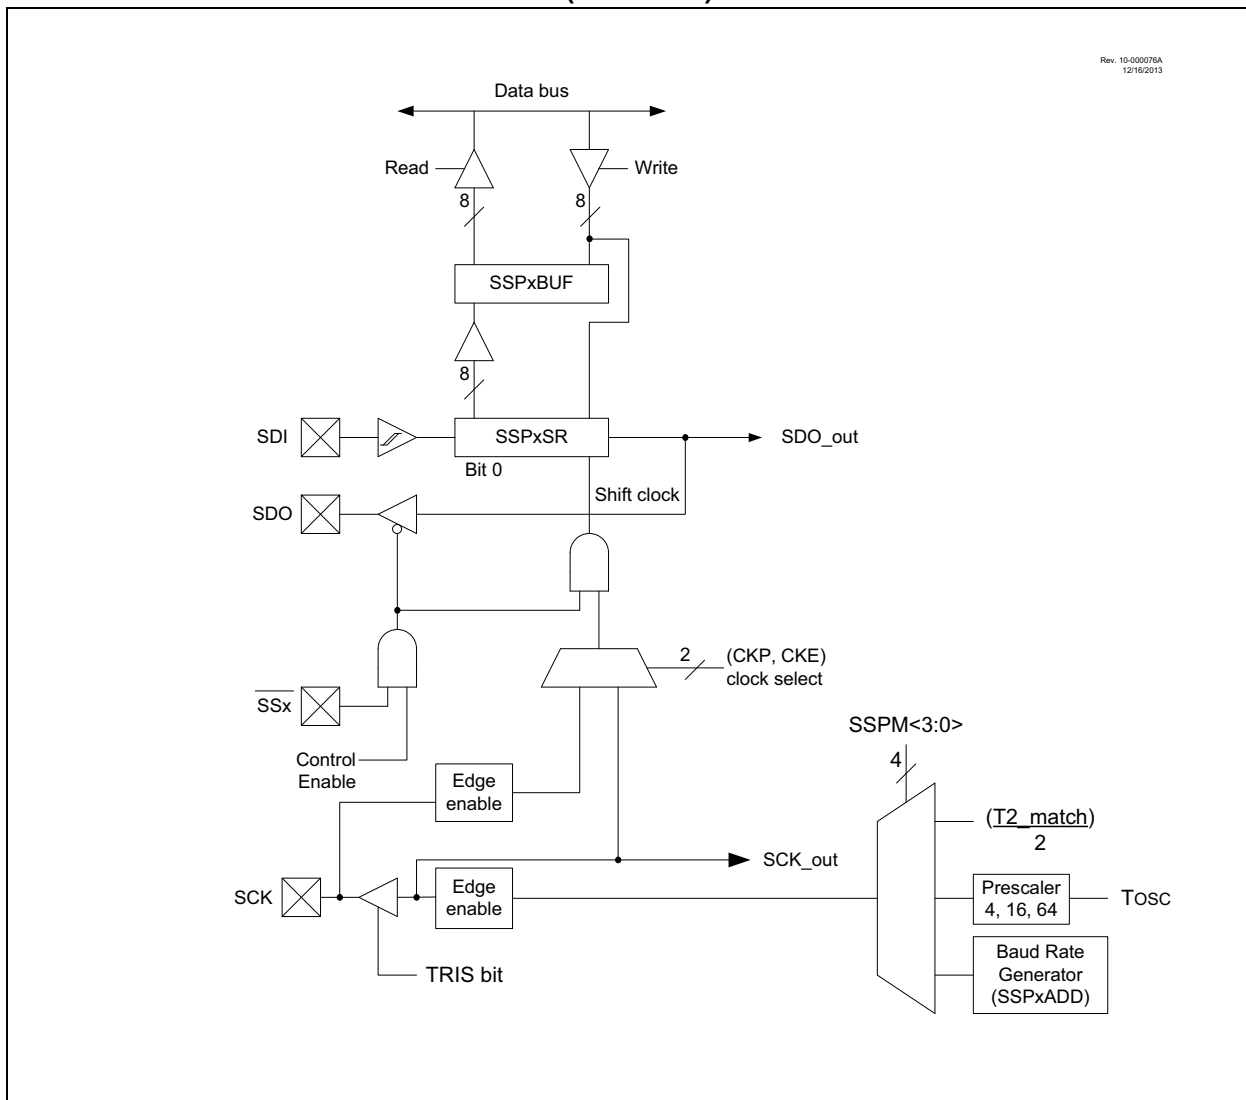 Rev. 10-000076A
12/16/2013
Data bus
Read
Write
8
8
SSPxBUF
8
SDI
SSPxSR
SDO_out
Bit 0
SDO
Shift clock
2
(CKP, CKE)
clock select
SSx
Control
Enable
SSPM<3:0>
4
Edge
enable
(T2_match)
2
SCK_out
SCK
Edge
enable
Prescaler
4, 16, 64
TOSC
TRIS bit
Baud Rate
Generator
(SSPxADD)